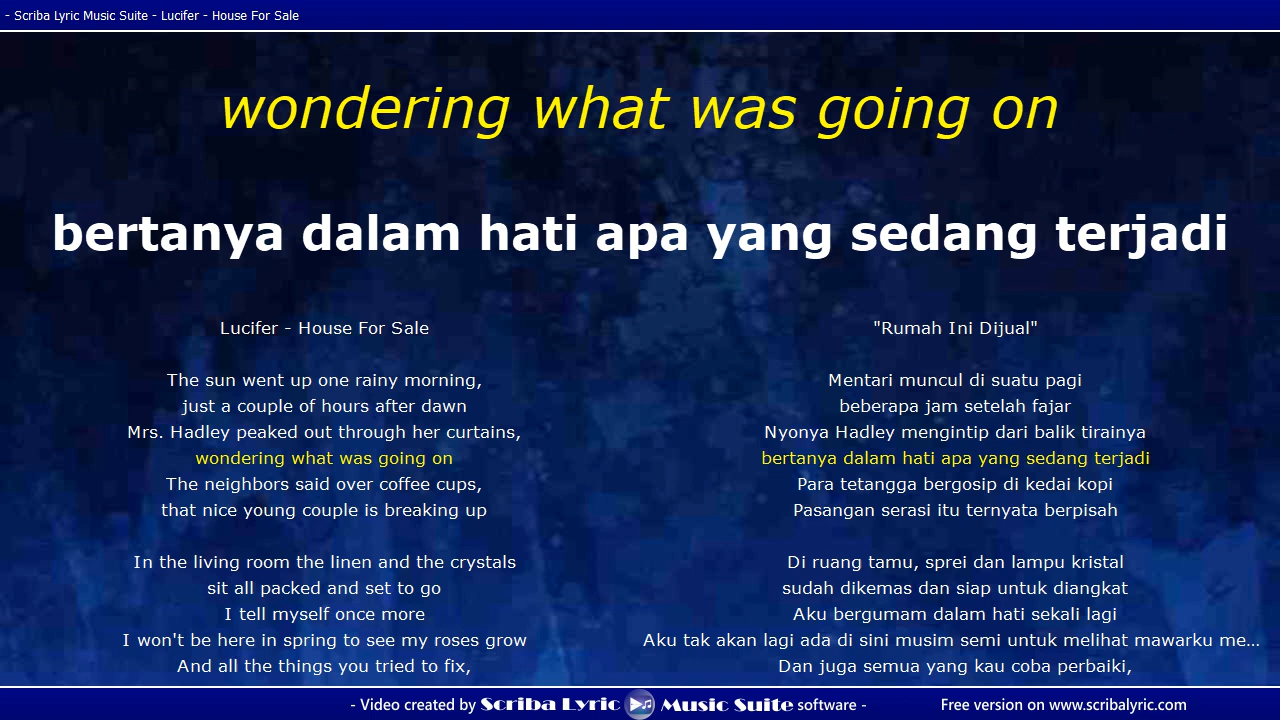 - Scriba Lyric Music Suite - Lucifer - House For Sale
wondering what was going on
bertanya dalam hati apa yang sedang terjadi
Lucifer - House For Sale
The sun went up one rainy morning,
just a couple of hours after dawn
Mrs. Hadley peaked out through her curtains,
wondering what was going on
The neighbors said over coffee cups,
that nice young couple is breaking up
In the living room the linen and the crystals
sit all packed and set to go
I tell myself once more
I won't be here in spring to see my roses grow
And all the things you tried to fix,
"Rumah Ini Dijual"
Mentari muncul di suatu pagi
beberapa jam setelah fajar
Nyonya Hadley mengintip dari balik tirainya
bertanya dalam hati apa yang sedang terjadi
Para tetangga bergosip di kedai kopi
Pasangan serasi itu ternyata berpisah
Di ruang tamu, sprei dan lampu kristal
sudah dikemas dan siap untuk diangkat
Aku bergumam dalam hati sekali lagi
Aku tak akan lagi ada di sini musim semi untuk melihat mawarku me...
Dan juga semua yang kau coba perbaiki,
- Video created by Scriba Lyric Music Suite software -
Free version on www.scribalyric.com